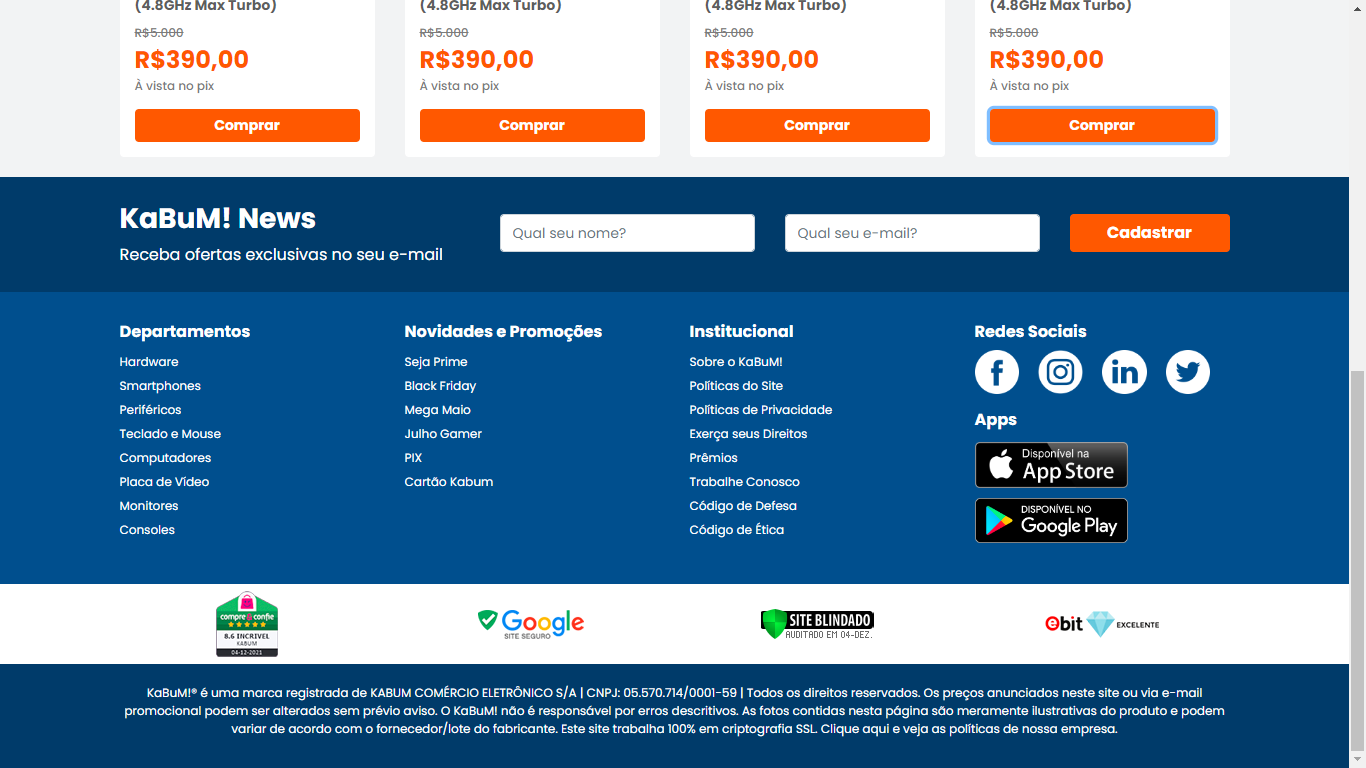 (4.8GHz Max Turbo)
(4.8GHz Max Turbo)
(4.8GHz Max Turbo)
(4.8GHz Max Turbo)
R$5.000
R$5.000
R$5.000
R$5.000
R$390,00
R$390,00
R$390,00
R$390,00
À vista no pix
À vista no pix
À vista no pix
À vista no pix
Comprar
Comprar
Comprar
Comprar
KaBuM! News
Receba ofertas exclusivas no seu e-mail
Qual seu nome?
Qual seu e-mail?
Cadastrar
Departamentos
Hardware
Smartphones
Periféricos
Teclado e Mouse
Computadores
Placa de Vídeo
Monitores
Consoles
Novidades e Promoções
Seja Prime
Black Friday
Mega Maio
Julho Gamer
PIX
Cartão Kabum
Institucional
Sobre o KaBuM!
Políticas do Site
Políticas de Privacidade
Exerça seus Direitos
Prêmios
Trabalhe Conosco
Código de Defesa
Código de Ética
Redes Sociais
Apps
Disponível na
App Store
DISPONÍVEL NO
Google Play
compre & confie
8.6 INCRIVEL
KABUM
04-12-2021
Google
SITE SEGURO
SITE BLINDADO
AUDITADO EM 04-DEZ.
ebit
EXCELENTE
KaBuM!® é uma marca registrada de KABUM COMÉRCIO ELETRÔNICO S/A | CNPJ: 05.570.714/0001-59 | Todos os direitos reservados. Os preços anunciados neste site ou via e-mail
promocional podem ser alterados sem prévio aviso. O KaBuM! não é responsável por erros descritivos. As fotos contidas nesta página são meramente ilustrativas do produto e podem
variar de acordo com o fornecedor/lote do fabricante. Este site trabalha 100% em criptografia SSL. Clique aqui e veja as políticas de nossa empresa.